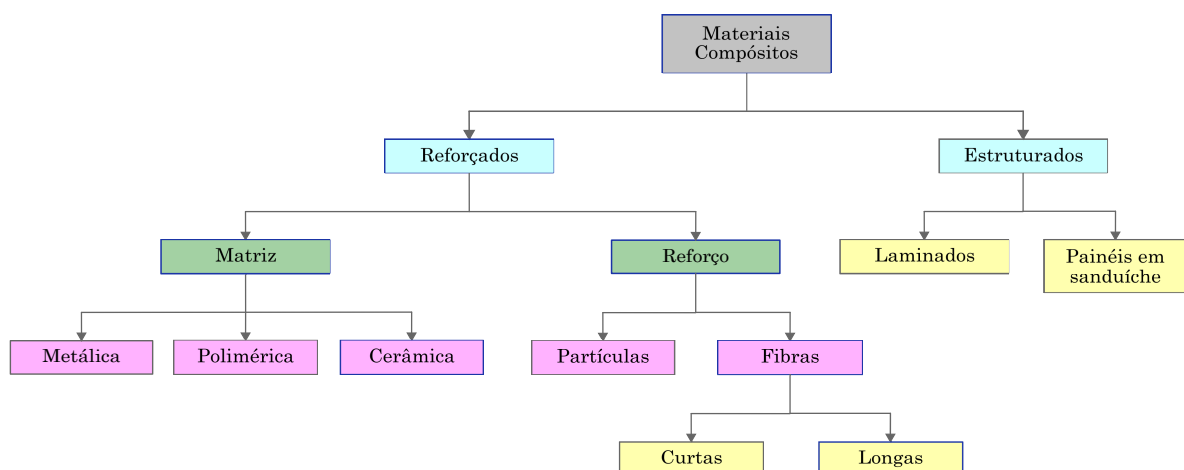 Materiais
Compósitos
Reforçados
Estruturados
Matriz
Reforço
Laminados
Painéis em
sanduíche
Metálica
Polimérica
Cerâmica
Partículas
Fibras
Curtas
Longas